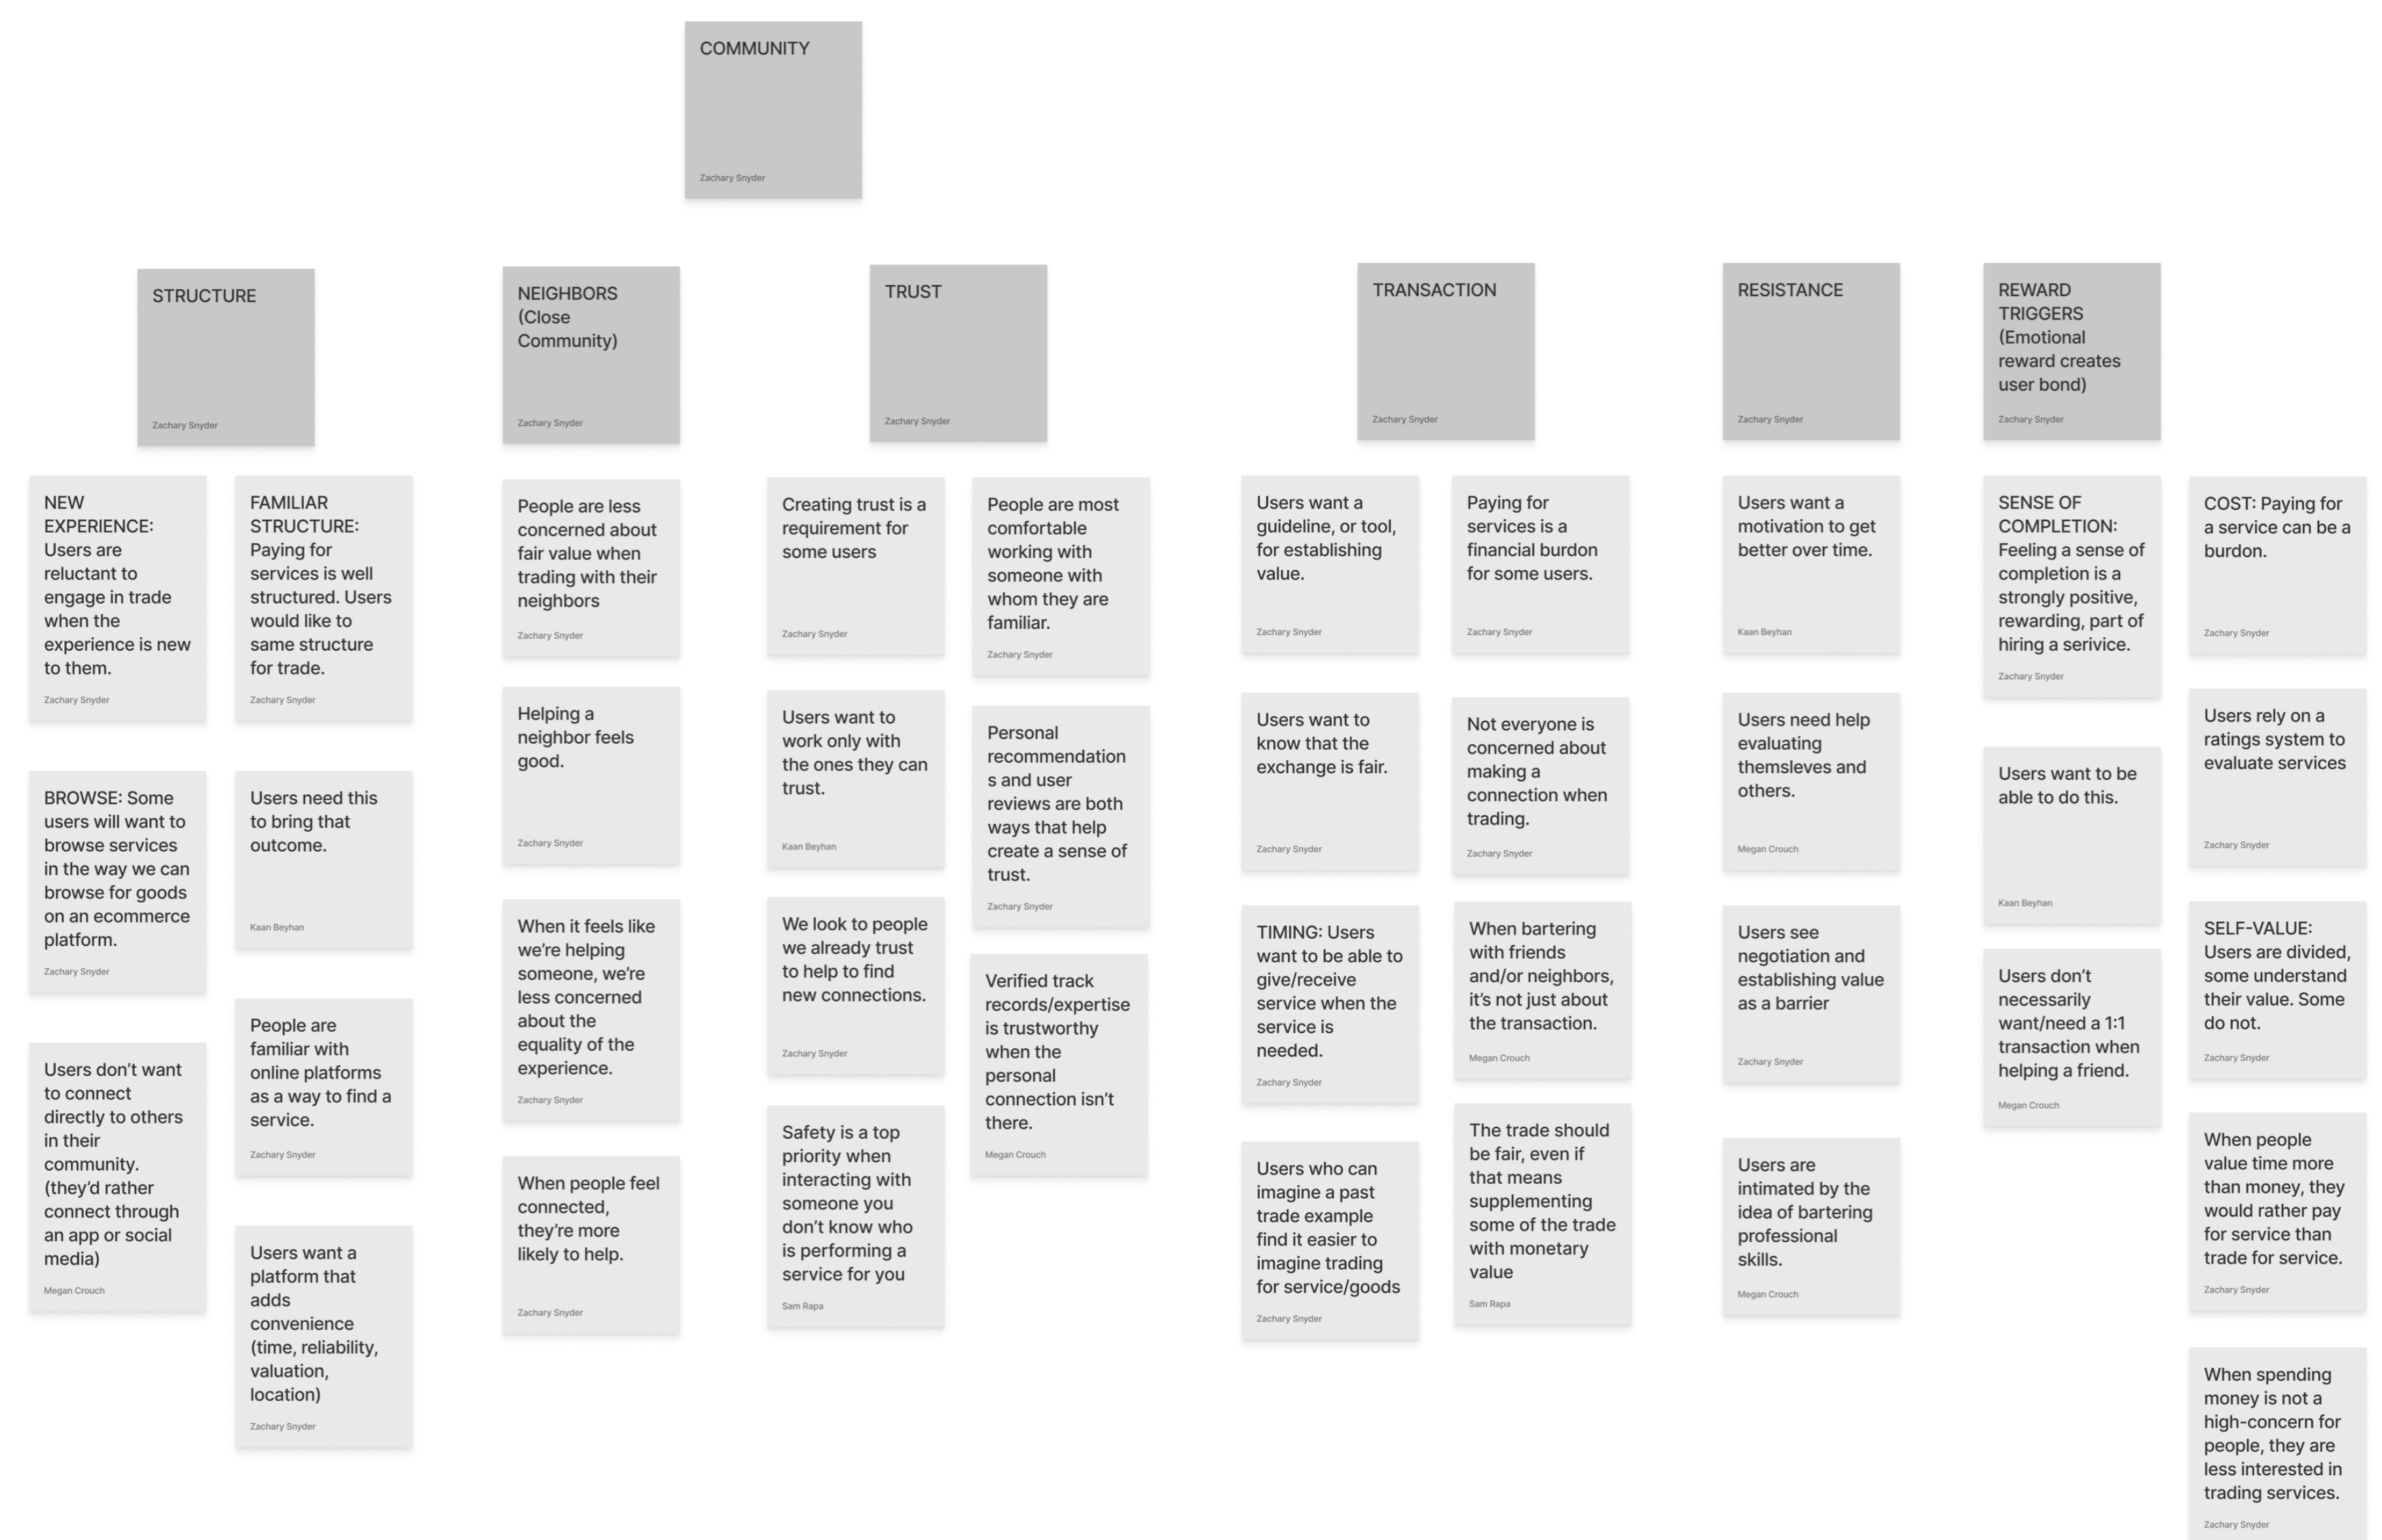 COMMUNITY
Zachary Snyder
STRUCTURE
Zachary Snyder
NEW
EXPERIENCE:
Users are
reluctant to
engage in trade
when the
experience is new
to them.
Zachary Snyder
BROWSE: Some
users will want to
browse services
in the way we can
browse for goods
on an ecommerce
platform.
Zachary Snyder
Users don’t want
to connect
directly to others
in their
community.
(they’d rather
connect through
an app or social
media)
Megan Crouch
FAMILIAR
STRUCTURE:
Paying for
services is well
structured. Users
would like to
same structure
for trade.
Zachary Snyder
Users need this
to bring that
outcome.
Kaan Beyhan
People are
familiar with
online platforms
as a way to find a
service.
Zachary Snyder
Users want a
platform that
adds
convenience
(time, reliability,
valuation,
location)
Zachary Snyder
NEIGHBORS
(Close
Community)
Zachary Snyder
People are less
concerned about
fair value when
trading with their
neighbors
Zachary Snyder
Helping a
neighbor feels
good.
Zachary Snyder
When it feels like
we’re helping
someone, we’re
less concerned
about the
equality of the
experience.
Zachary Snyder
When people feel
connected,
they’re more
likely to help.
Zachary Snyder
TRUST
Zachary Snyder
Creating trust is a
requirement for
some users
Zachary Snyder
Users want to
work only with
the ones they can
trust.
Kaan Beyhan
We look to people
we already trust
to help to find
new connections.
Zachary Snyder
Safety is a top
priority when
interacting with
someone you
don’t know who
is performing a
service for you
Sam Rapa
People are most
comfortable
working with
someone with
whom they are
familiar.
Zachary Snyder
Personal
recommendation
s and user
reviews are both
ways that help
create a sense of
trust.
Zachary Snyder
Verified track
records/expertise
is trustworthy
when the
personal
connection isn’t
there.
Megan Crouch
TRANSACTION
Zachary Snyder
Users want a
guideline, or tool,
for establishing
value.
Zachary Snyder
Users want to
know that the
exchange is fair.
Zachary Snyder
TIMING: Users
want to be able to
give/receive
service when the
service is
needed.
Zachary Snyder
Users who can
imagine a past
trade example
find it easier to
imagine trading
for service/goods
Zachary Snyder
Paying for
services is a
financial burdon
for some users.
Zachary Snyder
Not everyone is
concerned about
making a
connection when
trading.
Zachary Snyder
When bartering
with friends
and/or neighbors,
it’s not just about
the transaction.
Megan Crouch
The trade should
be fair, even if
that means
supplementing
some of the trade
with monetary
value
Sam Rapa
RESISTANCE
Zachary Snyder
Users want a
motivation to get
better over time.
Kaan Beyhan
Users need help
evaluating
themsleves and
others.
Megan Crouch
Users see
negotiation and
establishing value
as a barrier
Zachary Snyder
Users are
intimated by the
idea of bartering
professional
skills.
Megan Crouch
REWARD
TRIGGERS
(Emotional
reward creates
user bond)
Zachary Snyder
SENSE OF
COMPLETION:
Feeling a sense of
completion is a
strongly positive,
rewarding, part of
hiring a serivice.
Zachary Snyder
Users want to be
able to do this.
Kaan Beyhan
Users don’t
necessarily
want/need a 1:1
transaction when
helping a friend.
Megan Crouch
COST: Paying for
a service can be a
burdon.
Zachary Snyder
Users rely on a
ratings system to
evaluate services
Zachary Snyder
SELF-VALUE:
Users are divided,
some understand
their value. Some
do not.
Zachary Snyder
When people
value time more
than money, they
would rather pay
for service than
trade for service.
Zachary Snyder
When spending
money is not a
high-concern for
people, they are
less interested in
trading services.
Zachary Snyder